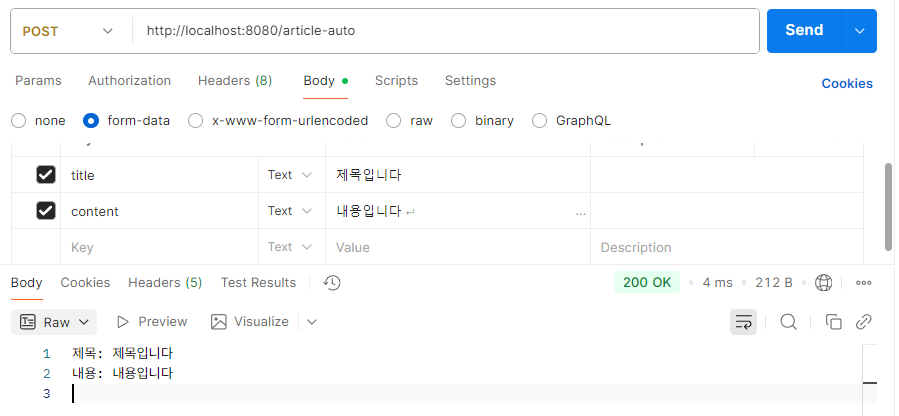 POST http://localhost:8080/article-auto Send
Params Authorization Headers (8) Body Scripts Settings Cookies
none form-data x-www-form-urlencoded raw binary GraphQL
title Text 제목입니다
content Text 내용입니다 ↵ ...
Key Text Value Description
Body Cookies Headers (5) Test Results 200 OK • 4 ms • 212 B
Raw Preview Visualize
1 제목: 제목입니다
2 내용: 내용입니다
3